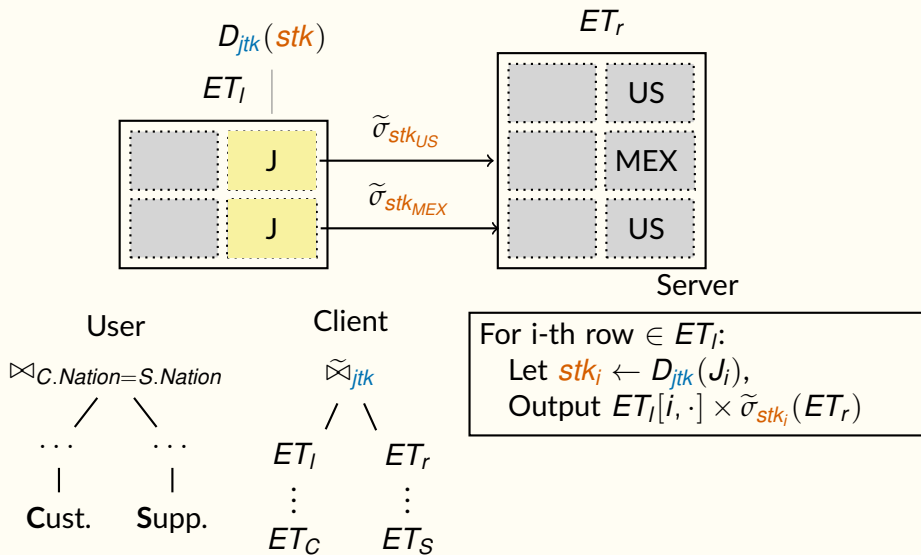 D_jtk(stk)
ET_l
ET_r
J
J
σ̃_stk_US
σ̃_stk_MEX
US
MEX
US
Server
User
⋈_C.Nation=S.Nation
···
···
Cust.
Supp.
Client
⋈̃_jtk
ET_l
ET_r
⋮
⋮
ET_C
ET_S
For i-th row ∈ ET_l:
Let stk_i ← D_jtk(J_i),
Output ET_l[i, ·] × σ̃_stk_i(ET_r)